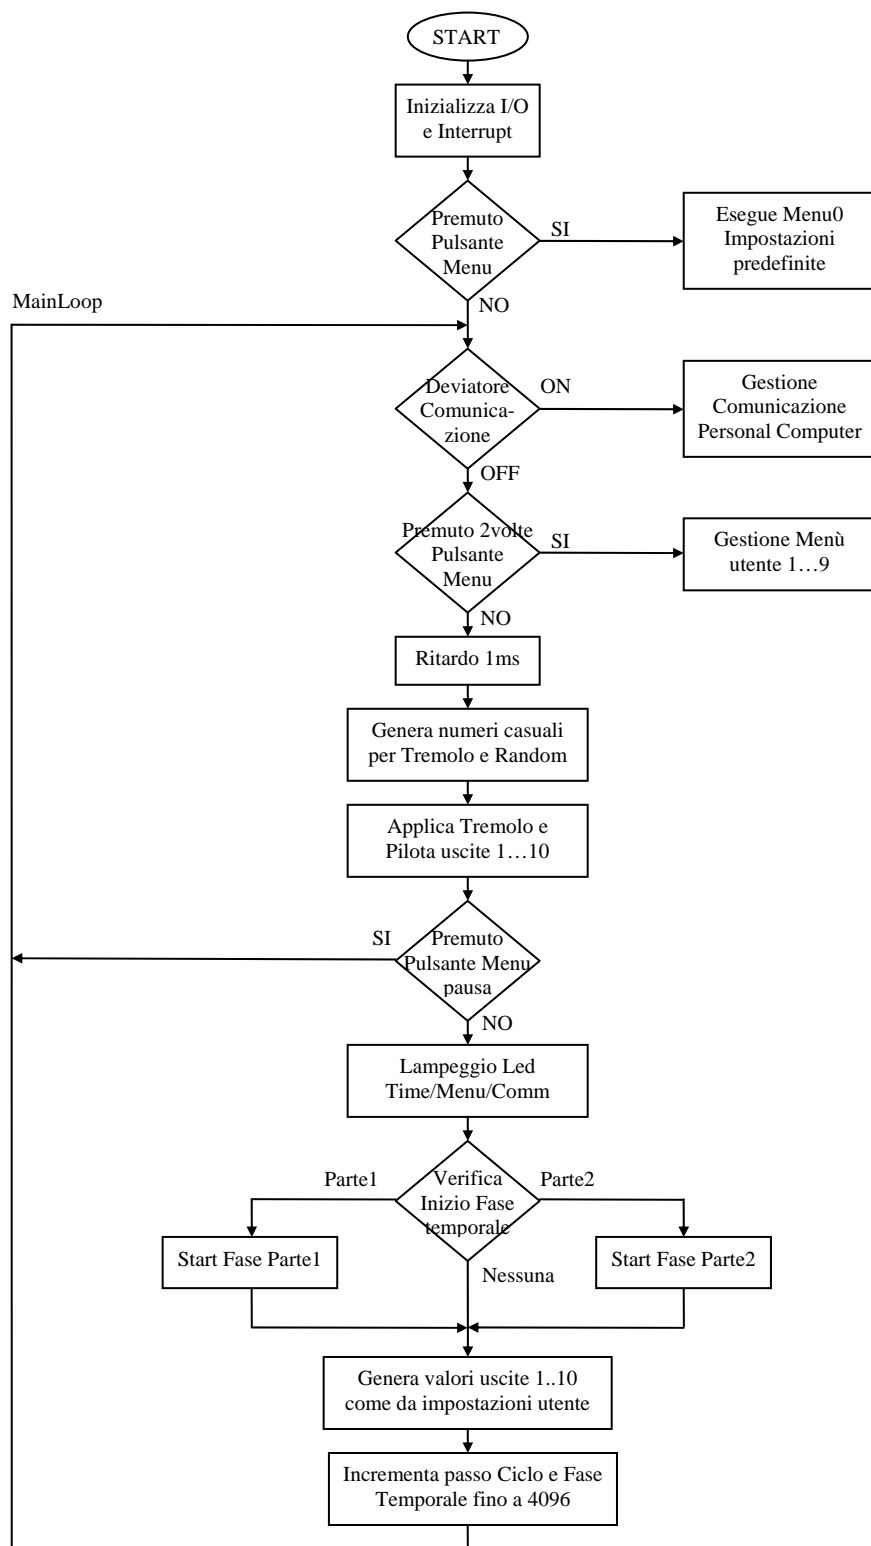 START
Inizializza I/O
e Interrupt
Premuto
Pulsante
Menu
SI
Esegue Menu0
Impostazioni
predefinite
NO
MainLoop
Deviatore
Comunica-
zione
ON
Gestione
Comunicazione
Personal Computer
OFF
Premuto 2volte
Pulsante
Menu
SI
Gestione Menù
utente 1…9
NO
Ritardo 1ms
Genera numeri casuali
per Tremolo e Random
Applica Tremolo e
Pilota uscite 1…10
SI
Premuto
Pulsante Menu
pausa
NO
Lampeggio Led
Time/Menu/Comm
Parte1
Verifica
Inizio Fase
temporale
Parte2
Start Fase Parte1
Nessuna
Start Fase Parte2
Genera valori uscite 1..10
come da impostazioni utente
Incrementa passo Ciclo e Fase
Temporale fino a 4096